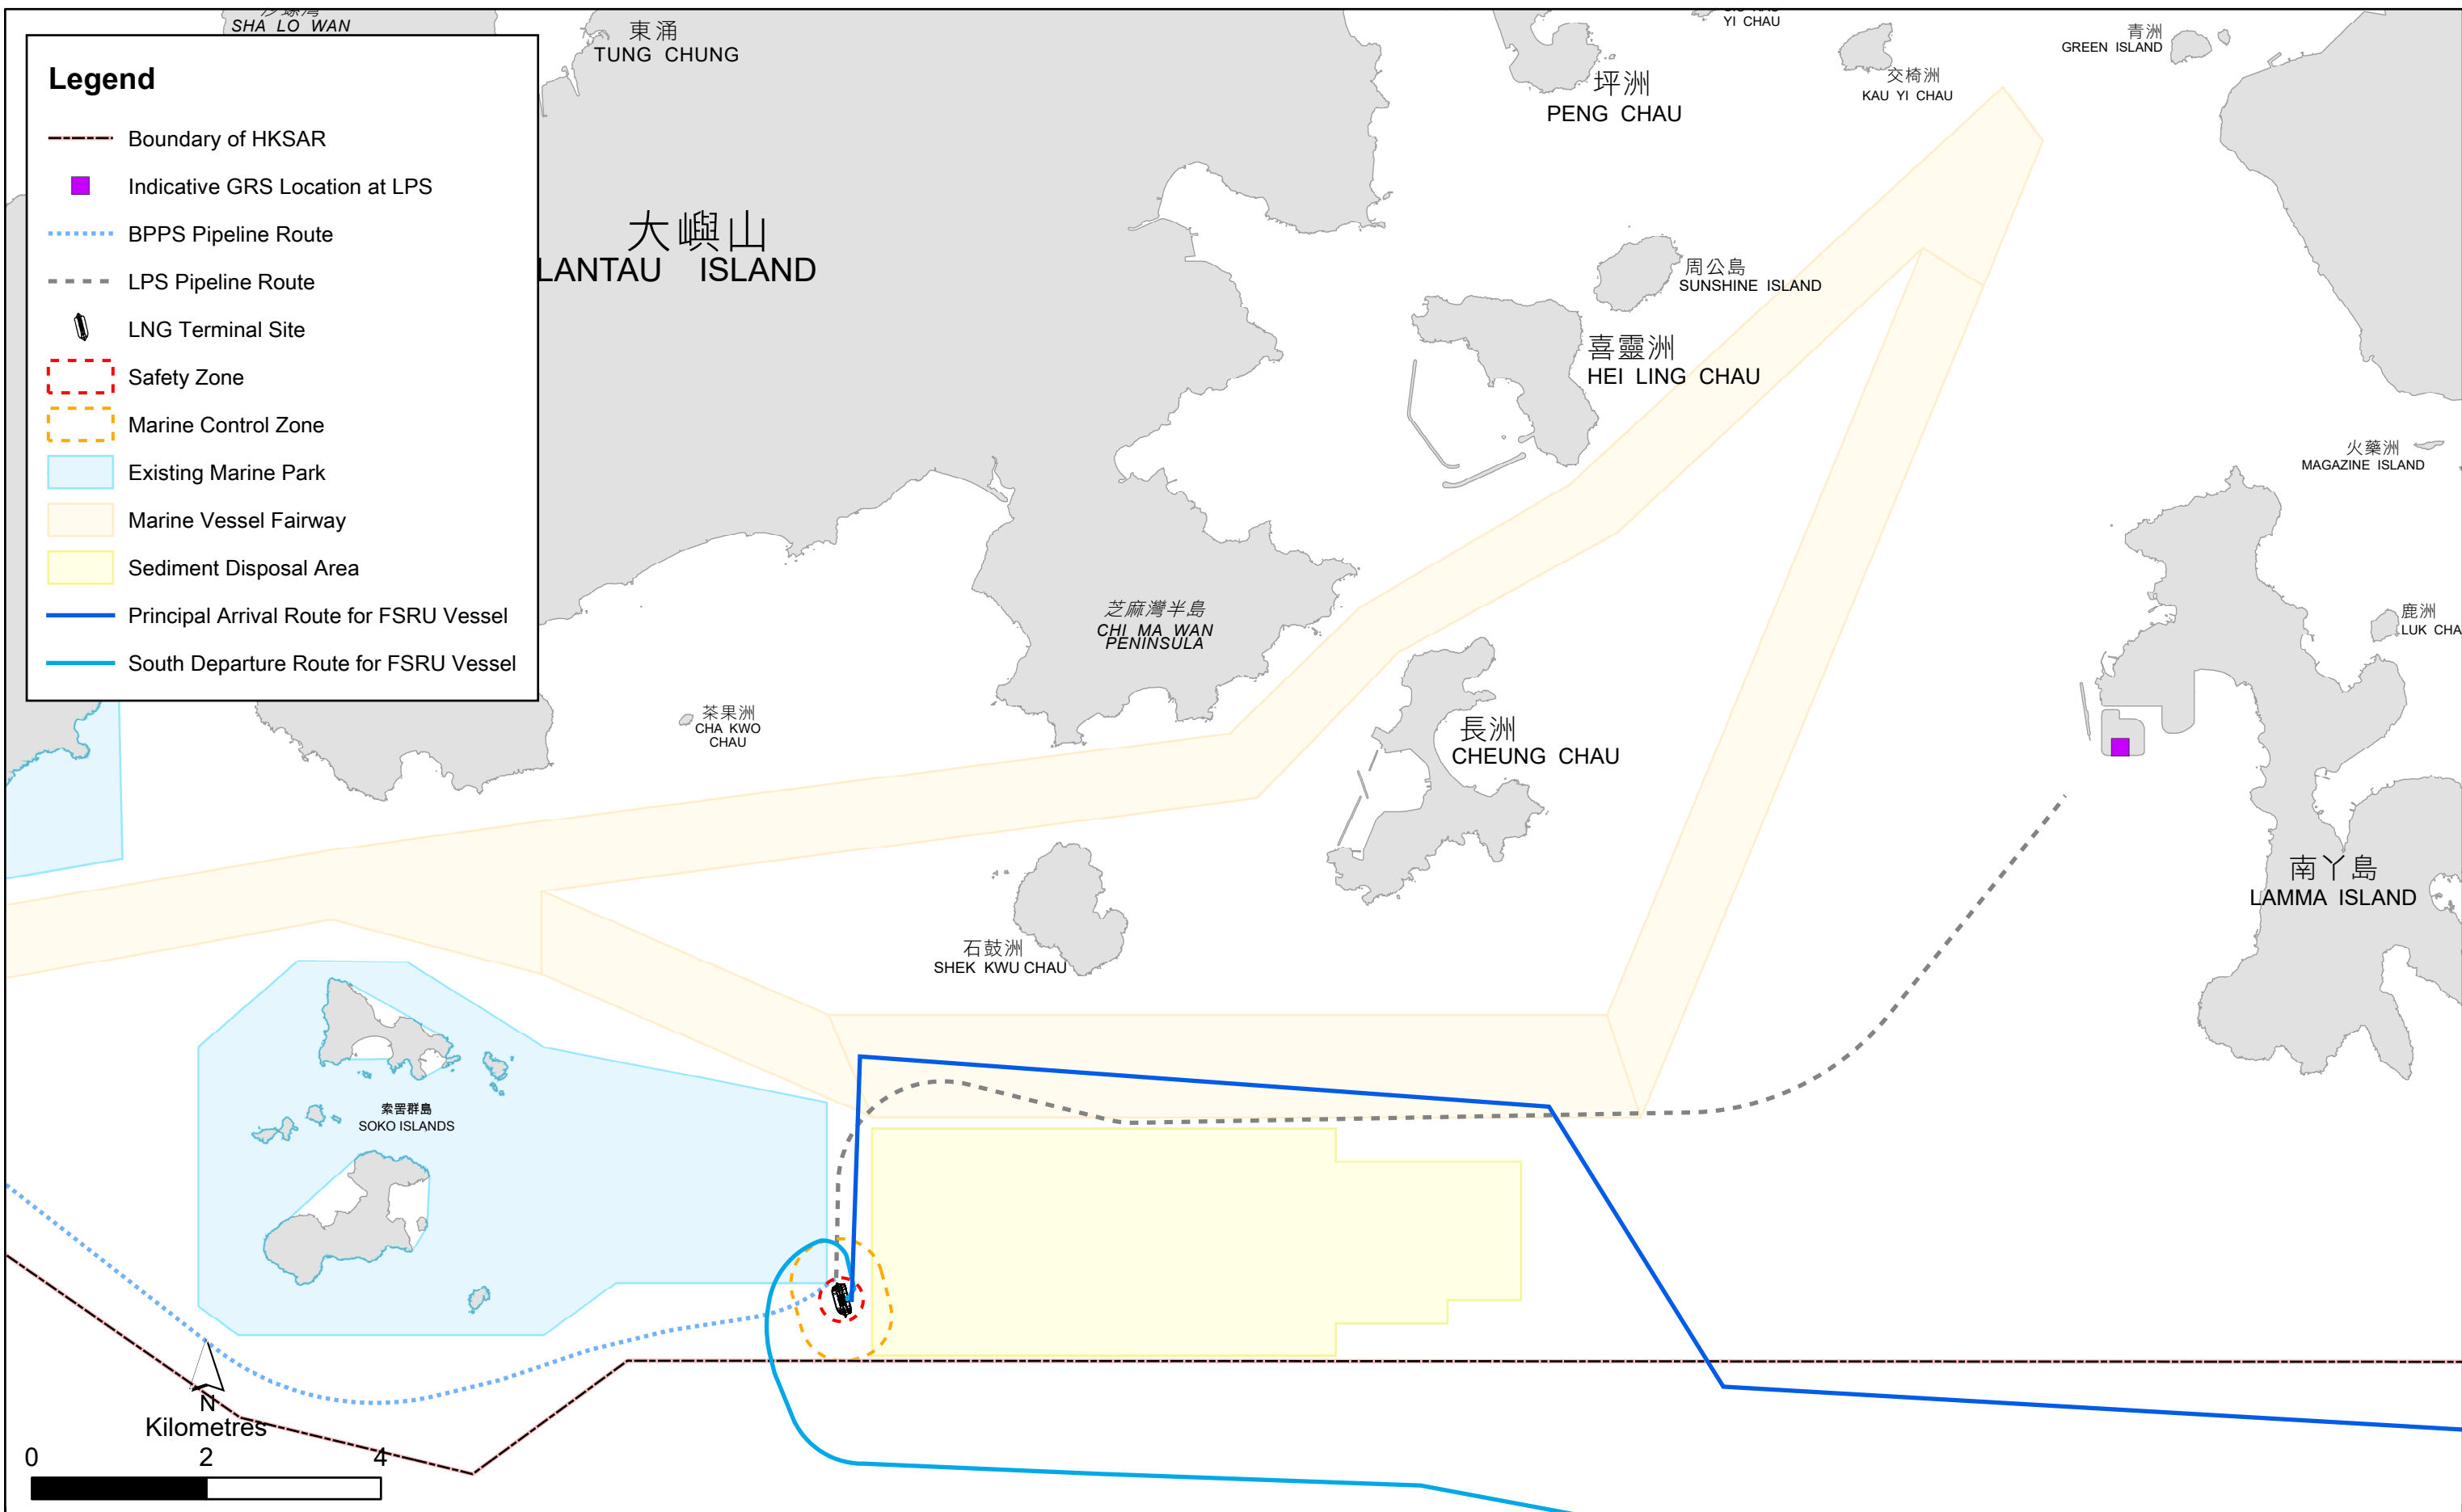 SHA LO WAN
東涌
TUNG CHUNG
坪洲
PENG CHAU
YI CHAU
交椅洲
KAU YI CHAU
青洲
GREEN ISLAND
Legend
Boundary of HKSAR
Indicative GRS Location at LPS
BPPS Pipeline Route
LPS Pipeline Route
LNG Terminal Site
Safety Zone
Marine Control Zone
Existing Marine Park
Marine Vessel Fairway
Sediment Disposal Area
Principal Arrival Route for FSRU Vessel
South Departure Route for FSRU Vessel
大嶼山
LANTAU ISLAND
周公島
SUNSHINE ISLAND
喜靈洲
HEI LING CHAU
火藥洲
MAGAZINE ISLAND
芝麻灣半島
CHI MA WAN
PENINSULA
鹿洲
LUK CHA
茶果洲
CHA KWO
CHAU
長洲
CHEUNG CHAU
南丫島
LAMMA ISLAND
石鼓洲
SHEK KWU CHAU
索罟群島
SOKO ISLANDS
N
Kilometres
0 2 4